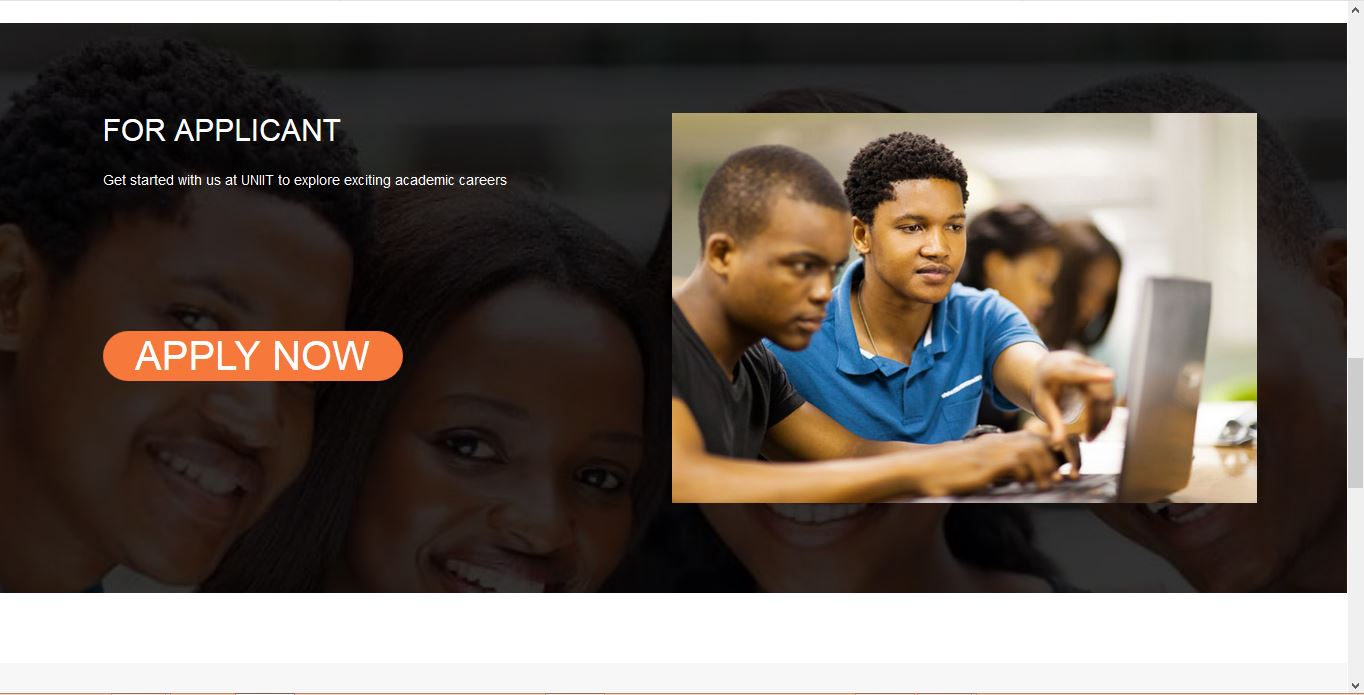 FOR APPLICANT
Get started with us at UNIIT to explore exciting academic careers
APPLY NOW